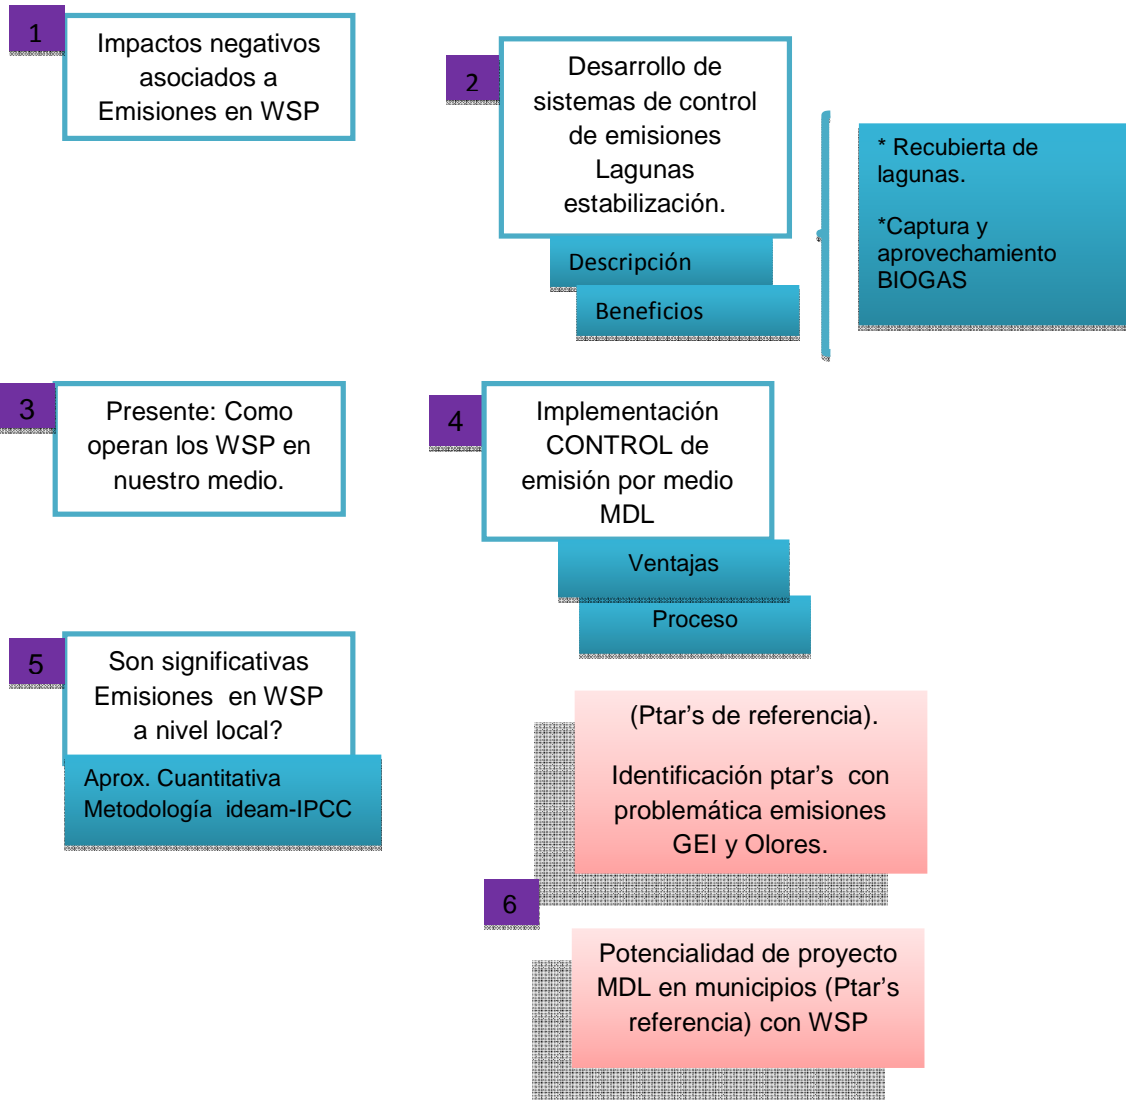 1
Impactos negativos
asociados a
Emisiones en WSP
2
Desarrollo de
sistemas de control
de emisiones
Lagunas
estabilización.
Descripción
Beneficios
* Recubierta de
lagunas.
*Captura y
aprovechamiento
BIOGAS
3
Presente: Como
operan los WSP en
nuestro medio.
4
Implementación
CONTROL de
emisión por medio
MDL
Ventajas
Proceso
5
Son significativas
Emisiones en WSP
a nivel local?
Aprox. Cuantitativa
Metodología ideam-IPCC
6
(Ptar’s de referencia).
Identificación ptar’s con
problemática emisiones
GEI y Olores.
Potencialidad de proyecto
MDL en municipios (Ptar’s
referencia) con WSP